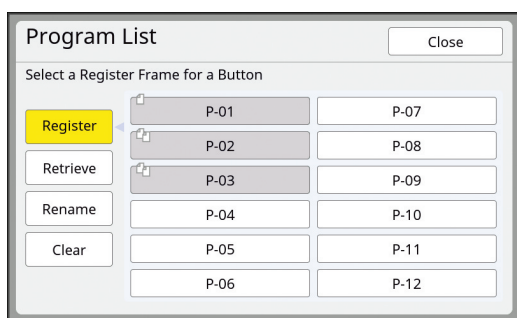 Program List
Close
Select a Register Frame for a Button
Register
Retrieve
Rename
Clear
P-01
P-07
P-02
P-08
P-03
P-09
P-04
P-10
P-05
P-11
P-06
P-12